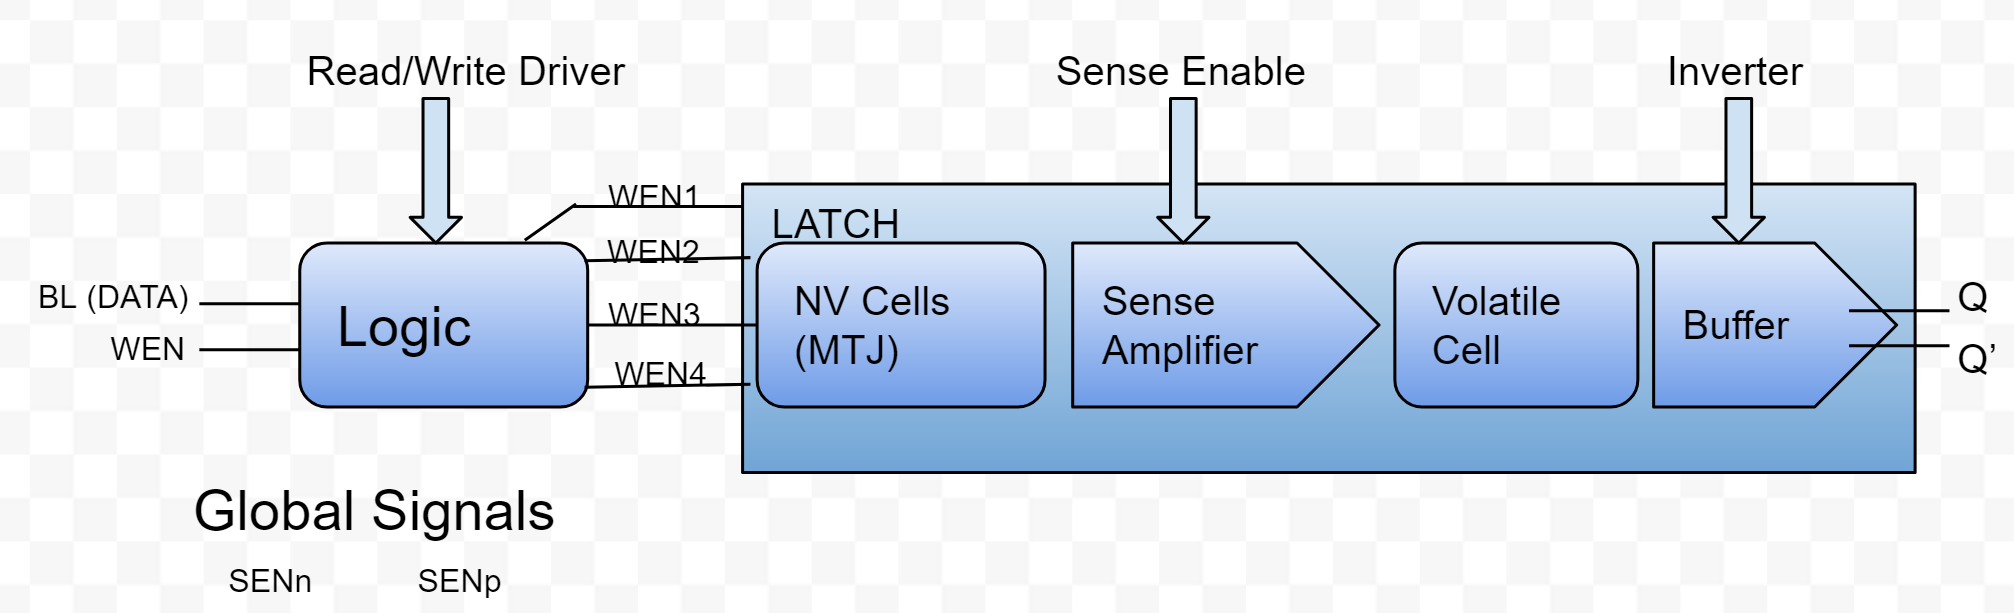 Read/Write Driver
Sense Enable
Inverter
WEN1
LATCH
WEN2
BL (DATA)
WEN
Logic
WEN3
WEN4
NV Cells
(MTJ)
Sense
Amplifier
Volatile
Cell
Buffer
Q
Q’
Global Signals
SENn
SENp